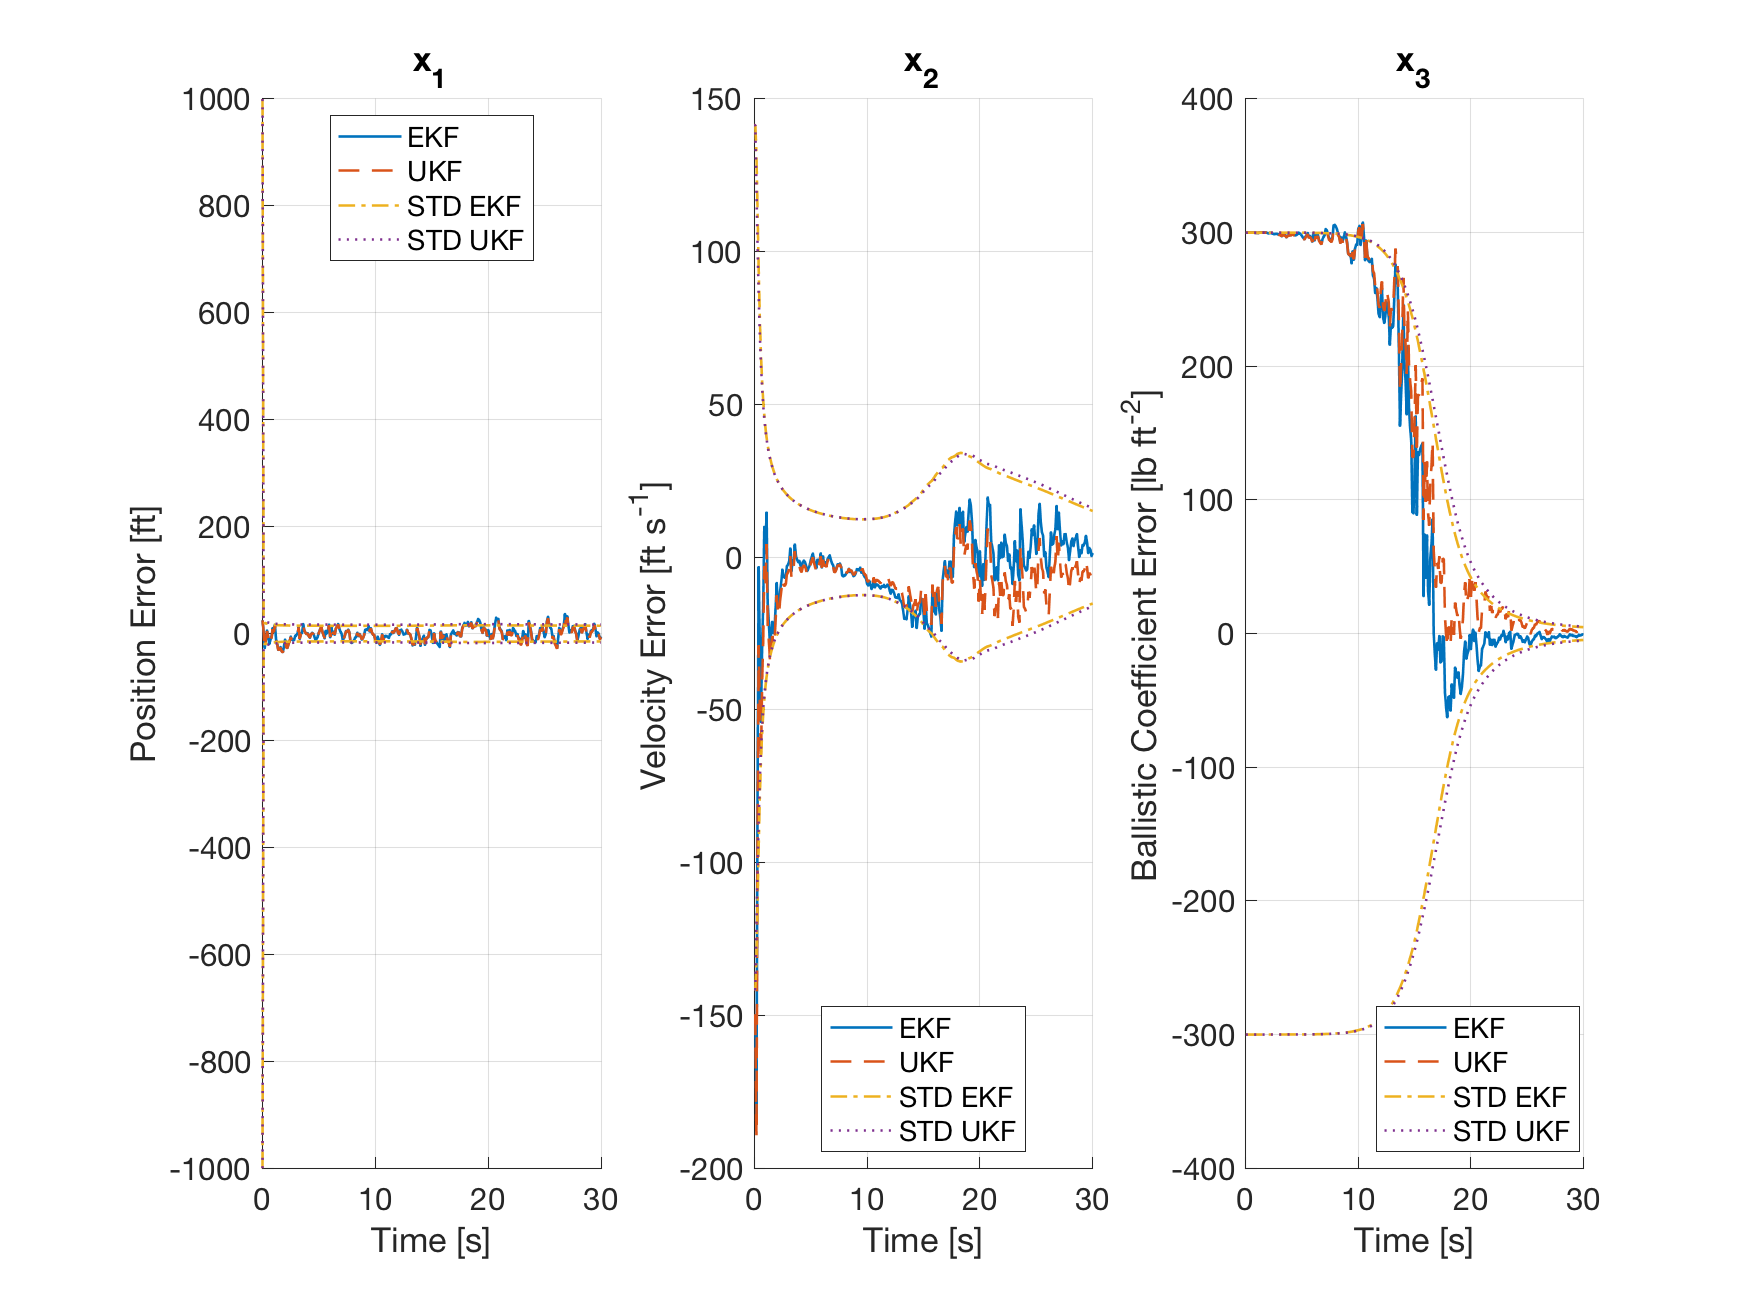 x1
1000
800
600
400
200
0
-200
-400
-600
-800
-1000
0 10 20 30
Time [s]
Position Error [ft]
EKF
UKF
STD EKF
STD UKF
x2
150
100
50
0
-50
-100
-150
-200
0 10 20 30
Time [s]
Velocity Error [ft s-1]
EKF
UKF
STD EKF
STD UKF
x3
400
300
200
100
0
-100
-200
-300
-400
0 10 20 30
Time [s]
Ballistic Coefficient Error [lb ft-2]
EKF
UKF
STD EKF
STD UKF